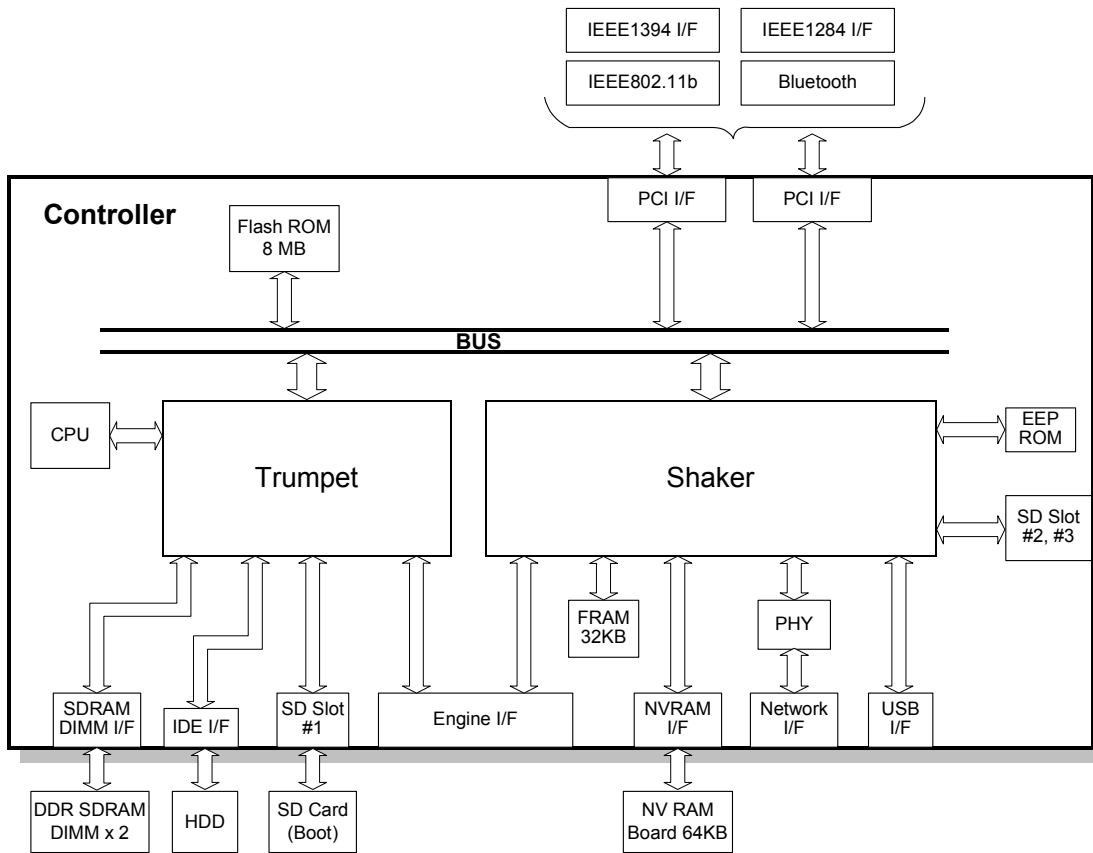 IEEE1394 I/F
IEEE1284 I/F
IEEE802.11b
Bluetooth
PCI I/F
PCI I/F
Controller
Flash ROM
8 MB
BUS
CPU
Trumpet
Shaker
EEP
ROM
SD Slot
#2, #3
FRAM
32KB
PHY
SDRAM
DIMM I/F
IDE I/F
SD Slot
#1
Engine I/F
NVRAM
I/F
Network
I/F
USB
I/F
DDR SDRAM
DIMM x 2
HDD
SD Card
(Boot)
NV RAM
Board 64KB